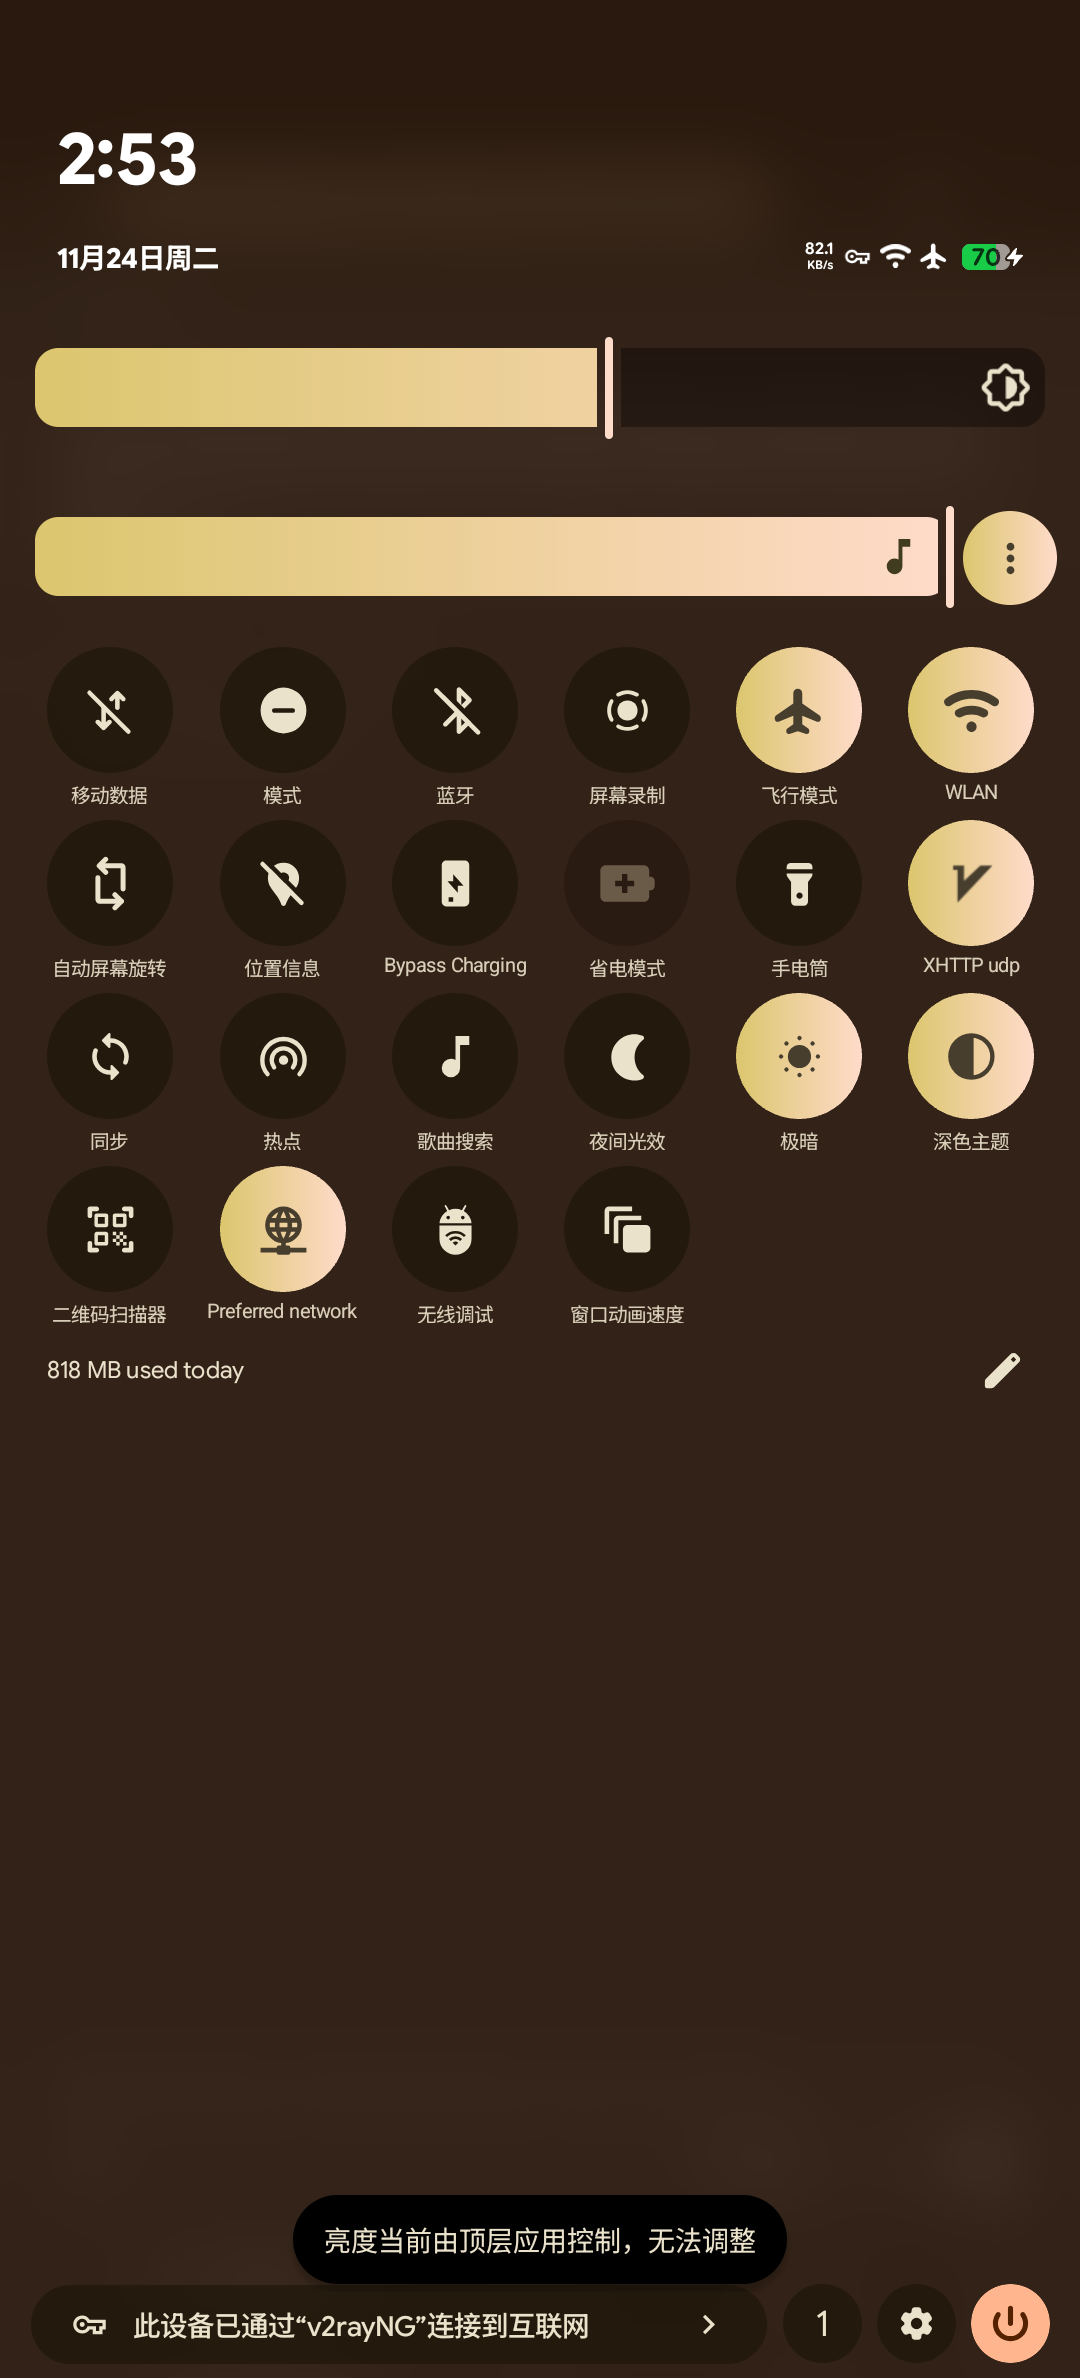 2:53
11月24日周二
82.1
KB/s
70
移动数据
模式
蓝牙
屏幕录制
飞行模式
WLAN
自动屏幕旋转
位置信息
Bypass Charging
省电模式
手电筒
XHTTP udp
同步
热点
歌曲搜索
夜间光效
极暗
深色主题
二维码扫描器
Preferred network
无线调试
窗口动画速度
818 MB used today
亮度当前由顶层应用控制，无法调整
此设备已通过“v2rayNG”连接到互联网
1